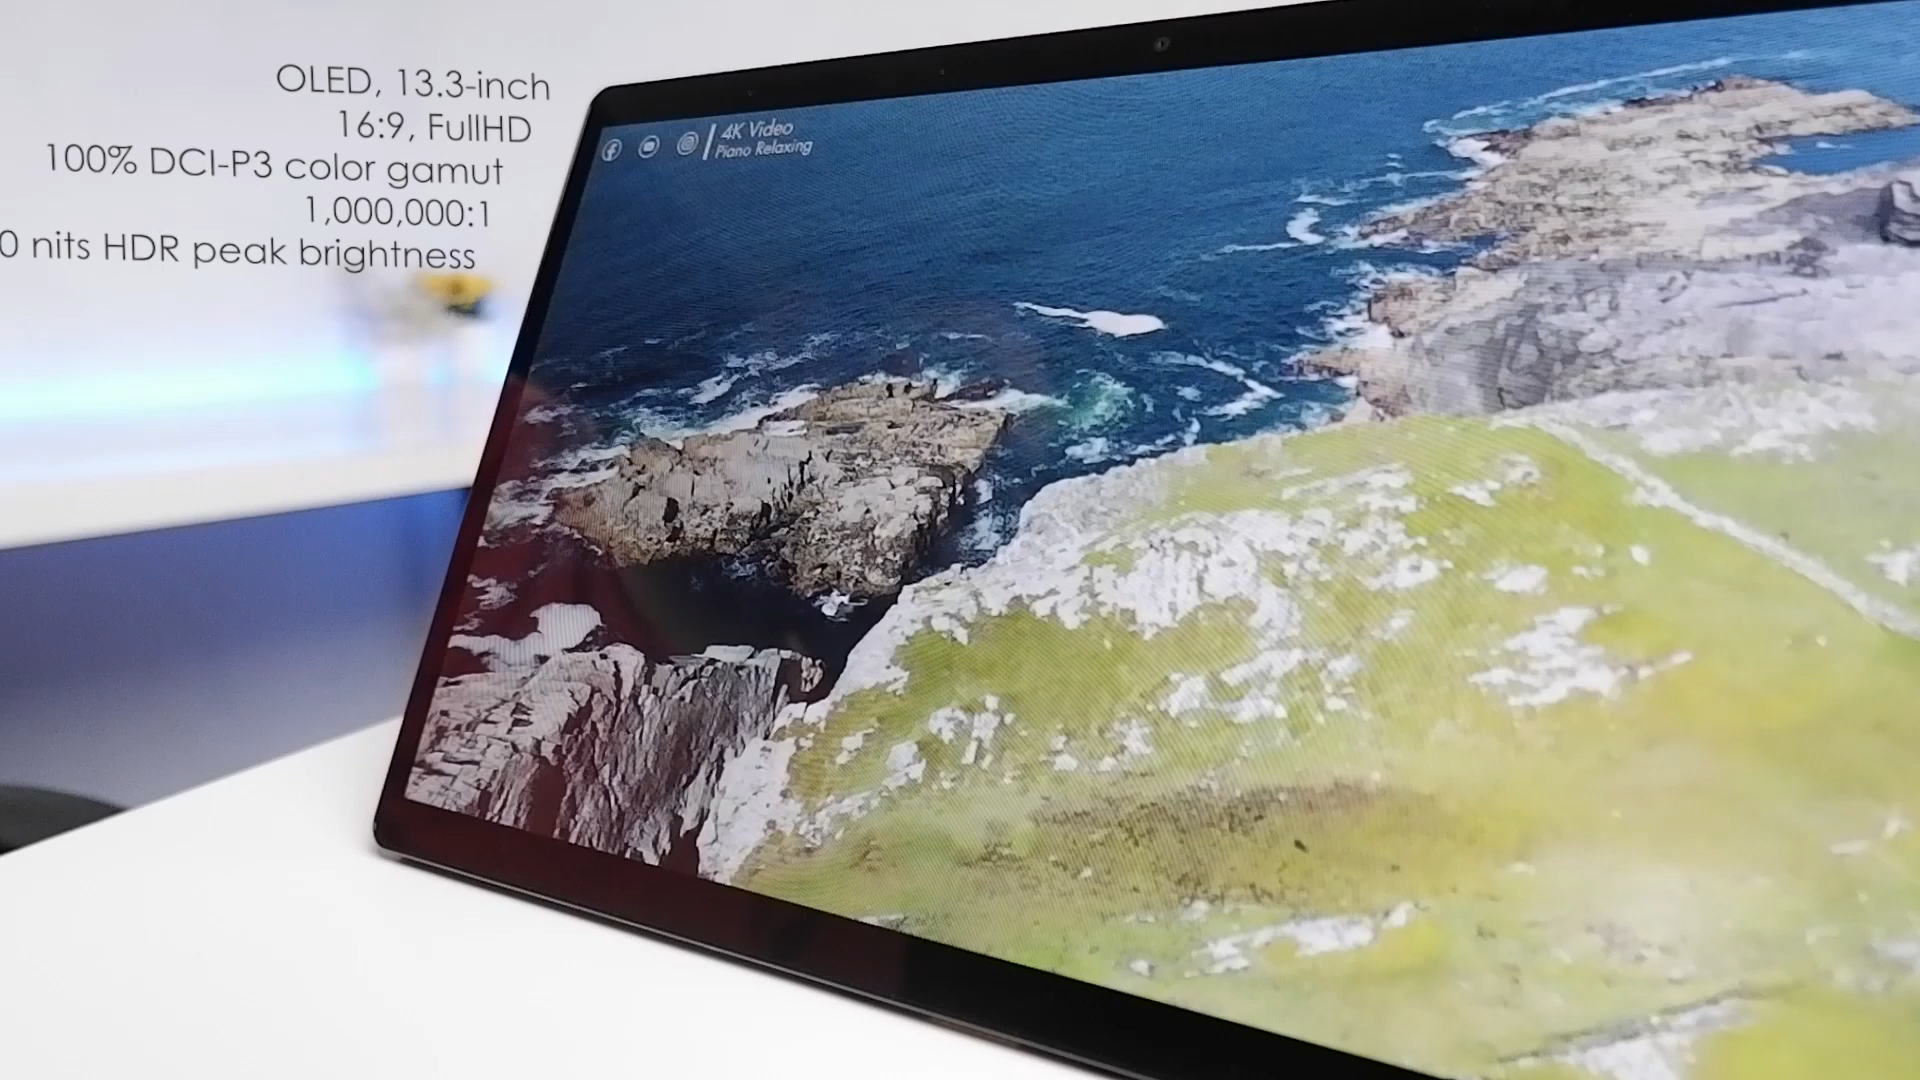 OLED, 13.3-inch
16:9, FullHD
100% DCI-P3 color gamut
1,000,000:1
0 nits HDR peak brightness
4K Video
Piano Relaxing